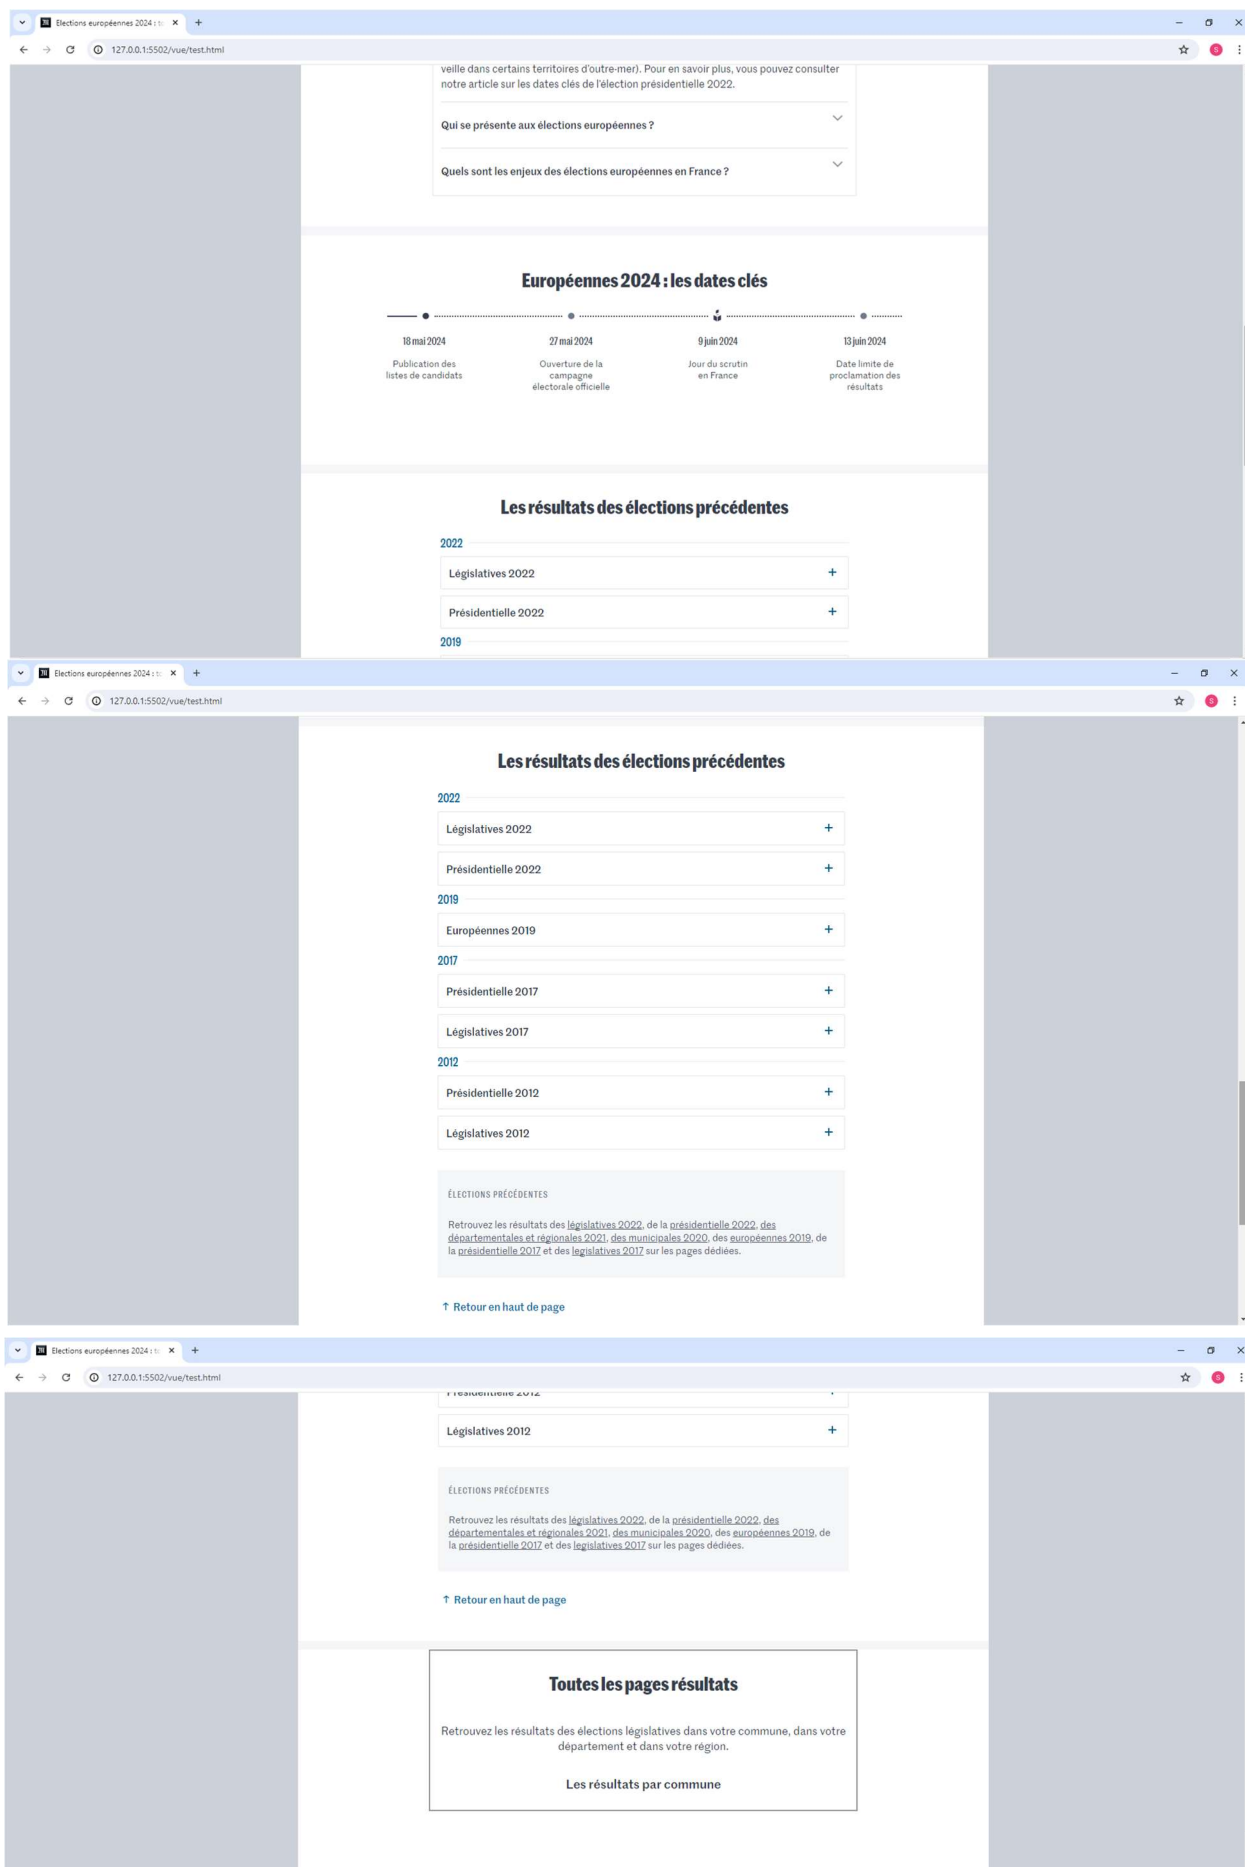 Elections européennes 2024 : to
127.0.0.1:5502/vue/test.html
S
veille dans certains territoires d'outre-mer). Pour en savoir plus, vous pouvez consulter
notre article sur les dates clés de l'élection présidentielle 2022.
Qui se présente aux élections européennes ?
Quels sont les enjeux des élections européennes en France ?
Européennes 2024 : les dates clés
18 mai 2024
Publication des
listes de candidats
27 mai 2024
Ouverture de la
campagne
électorale officielle
9 juin 2024
Jour du scrutin
en France
13 juin 2024
Date limite de
proclamation des
résultats
Les résultats des élections précédentes
2022
Législatives 2022 +
Présidentielle 2022 +
2019
Elections européennes 2024 : to
127.0.0.1:5502/vue/test.html
S
Les résultats des élections précédentes
2022
Législatives 2022 +
Présidentielle 2022 +
2019
Européennes 2019 +
2017
Présidentielle 2017 +
Législatives 2017 +
2012
Présidentielle 2012 +
Législatives 2012 +
ÉLECTIONS PRÉCÉDENTES
Retrouvez les résultats des législatives 2022, de la présidentielle 2022, des
départementales et régionales 2021, des municipales 2020, des européennes 2019, de
la présidentielle 2017 et des legislatives 2017 sur les pages dédiées.
↑ Retour en haut de page
Elections européennes 2024 : to
127.0.0.1:5502/vue/test.html
S
Présidentielle 2012
Législatives 2012 +
ÉLECTIONS PRÉCÉDENTES
Retrouvez les résultats des législatives 2022, de la présidentielle 2022, des
départementales et régionales 2021, des municipales 2020, des européennes 2019, de
la présidentielle 2017 et des legislatives 2017 sur les pages dédiées.
↑ Retour en haut de page
Toutes les pages résultats
Retrouvez les résultats des élections législatives dans votre commune, dans votre
département et dans votre région.
Les résultats par commune